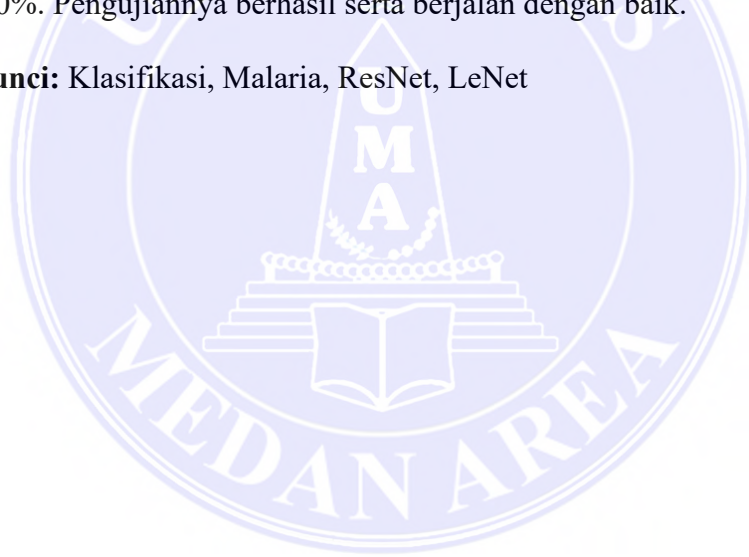 0%. Pengujiannya berhasil serta berjalan dengan baik.
unci: Klasifikasi, Malaria, ResNet, LeNet
U
M
A
MEDAN AREA